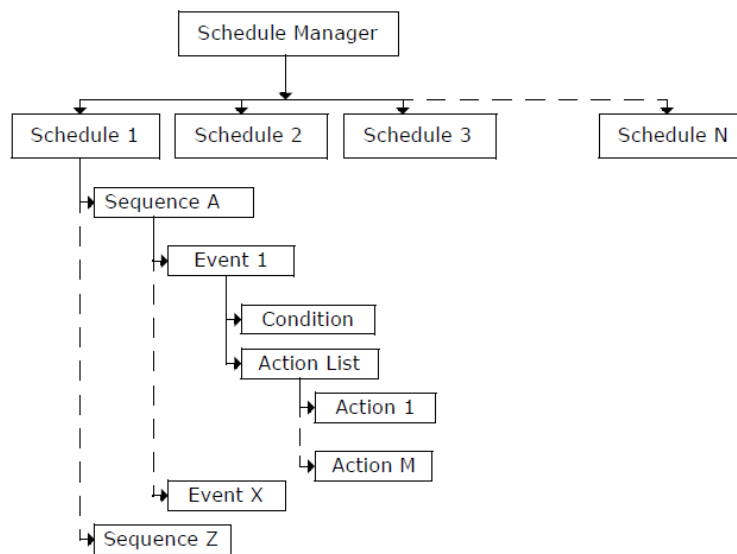 Schedule Manager
Schedule 1
Schedule 2
Schedule 3
Schedule N
Sequence A
Event 1
Condition
Action List
Action 1
Action M
Event X
Sequence Z